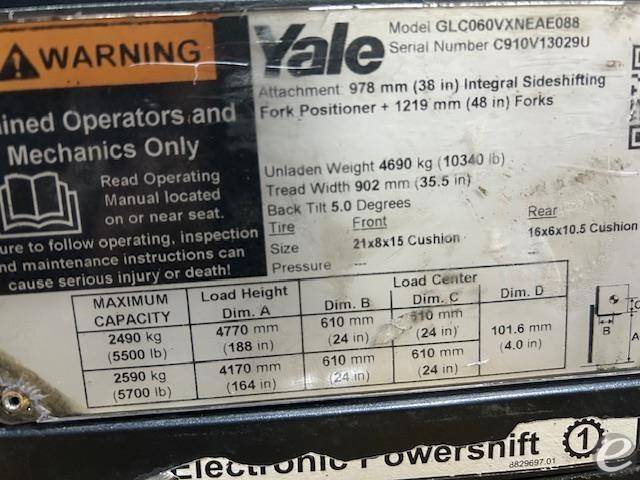 WARNING
Operators and
Mechanics Only
Read Operating
Manual located
on or near seat.
to follow operating, inspection
and maintenance instructions can
cause serious injury or death!
Yale
Model GLC060VXNEAE088
Serial Number C910V13029U
Attachment 978 mm (38 in) Integral Sideshifting
Fork Positioner + 1219 mm (48 in) Forks
Unladen Weight 4690 kg (10340 lb)
Tread Width 902 mm (35.5 in)
Back Tilt 5.0 Degrees
Tire Front Rear
Size 21x8x15 Cushion 16x6x10.5 Cushion
Pressure --- ---
MAXIMUM CAPACITY Load Height Dim. A Load Center Dim. B Dim. C Dim. D
2490 kg 4770 mm 610 mm 610 mm 101.6 mm
(5500 lb) (188 in) (24 in) (24 in) (4.0 in)
2590 kg 4170 mm 610 mm 610 mm
(5700 lb) (164 in) (24 in) (24 in)
B
C
A
Electronic Powershift 1
8829697.01
e